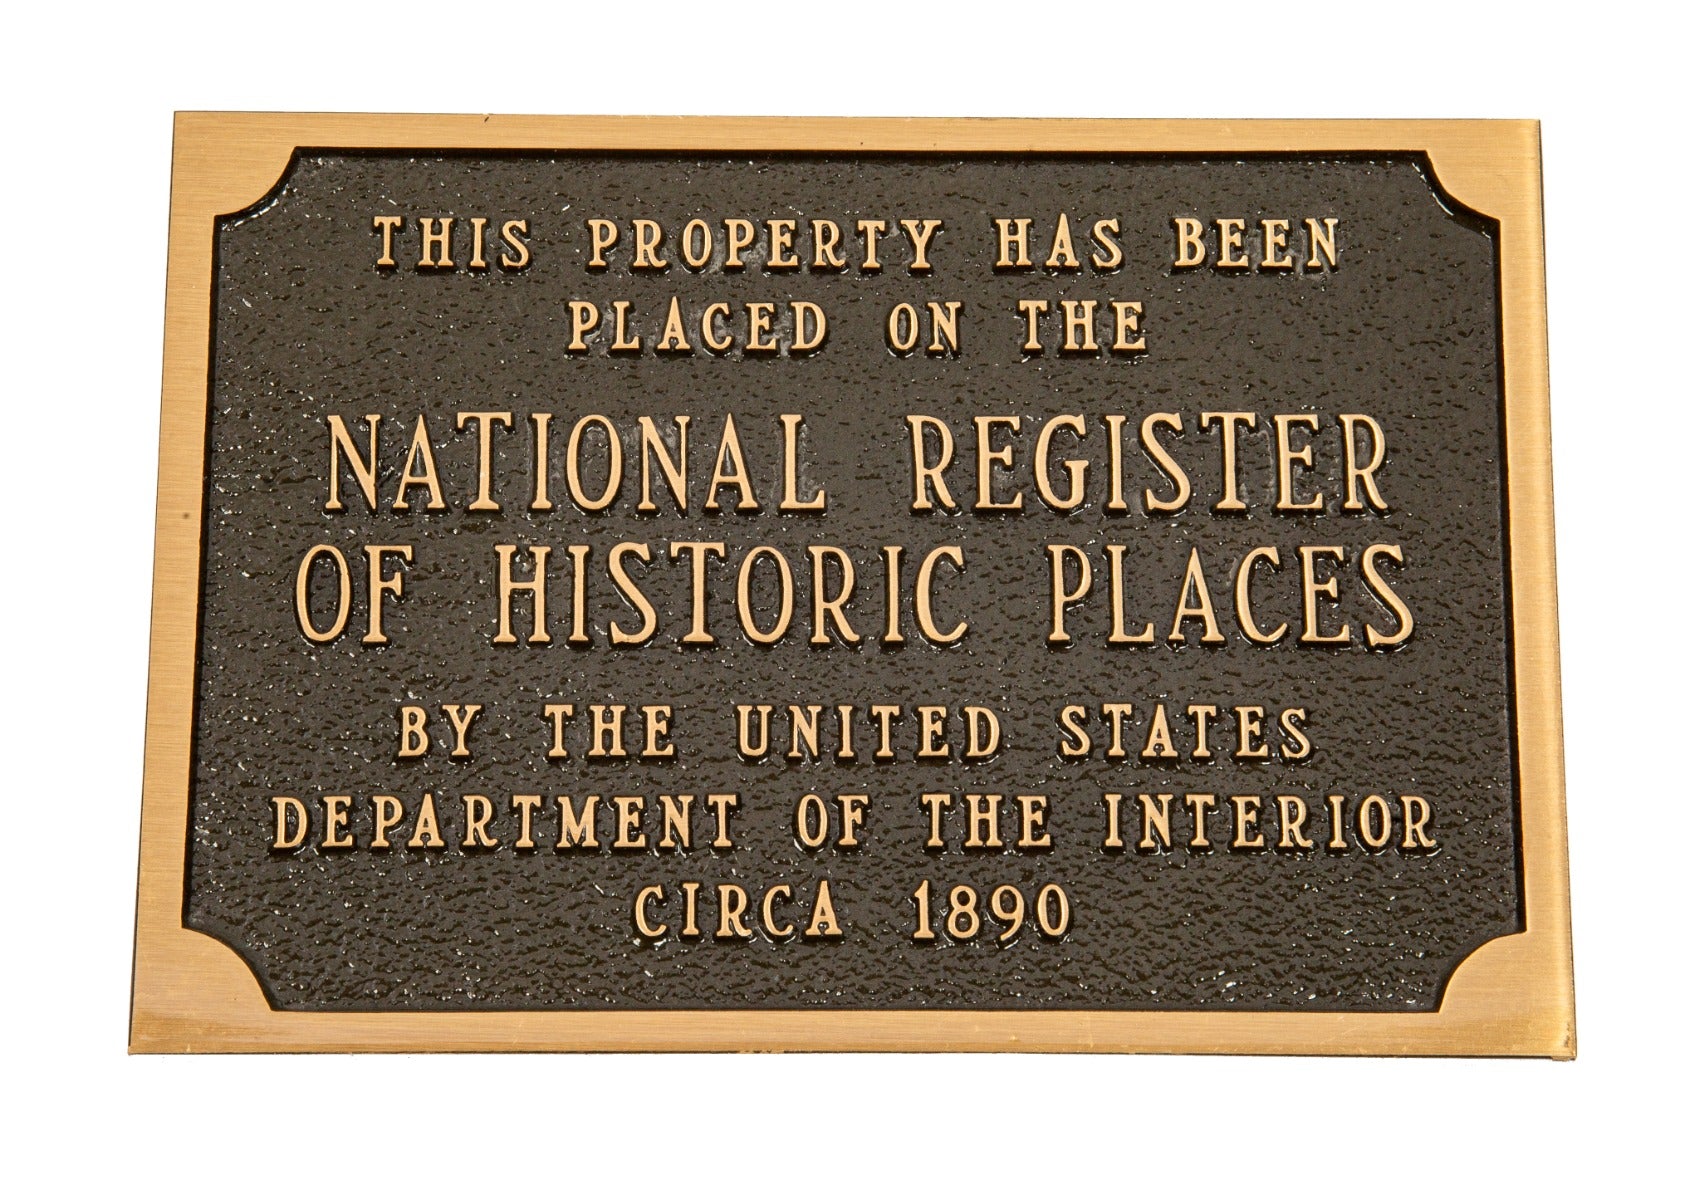 THIS PROPERTY HAS BEEN
PLACED ON THE
NATIONAL REGISTER
OF HISTORIC PLACES
BY THE UNITED STATES
DEPARTMENT OF THE INTERIOR
CIRCA 1890